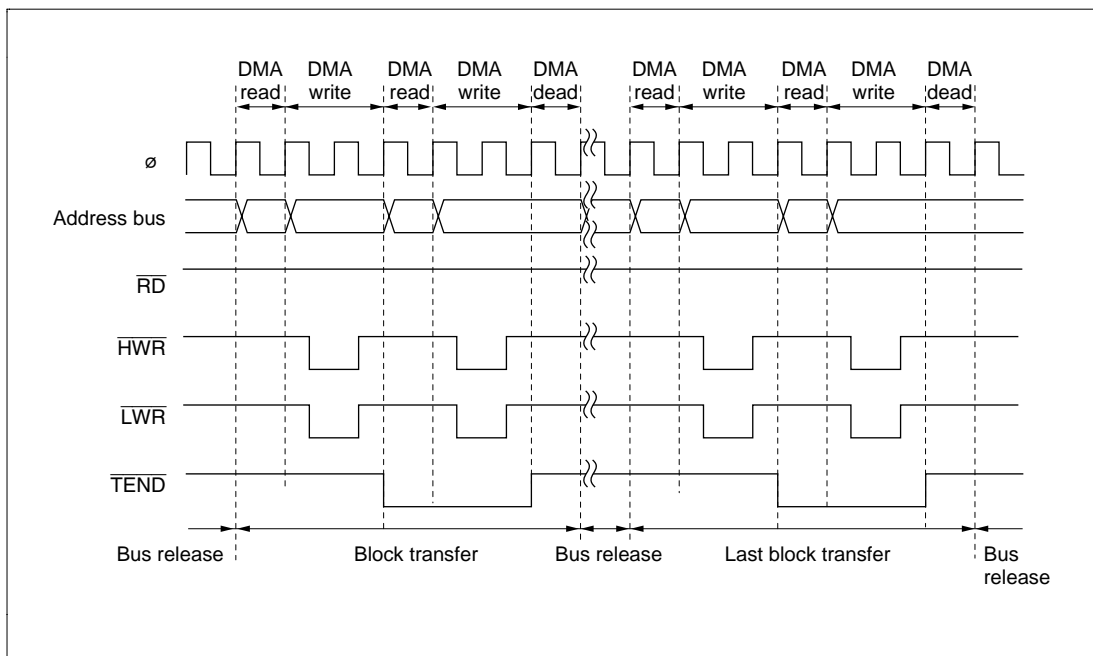 DMA DMA DMA DMA DMA DMA DMA DMA DMA DMA
read write read write dead read write read write dead
ø
Address bus
RD
HWR
LWR
TEND
Bus release Block transfer Bus release Last block transfer Bus
release